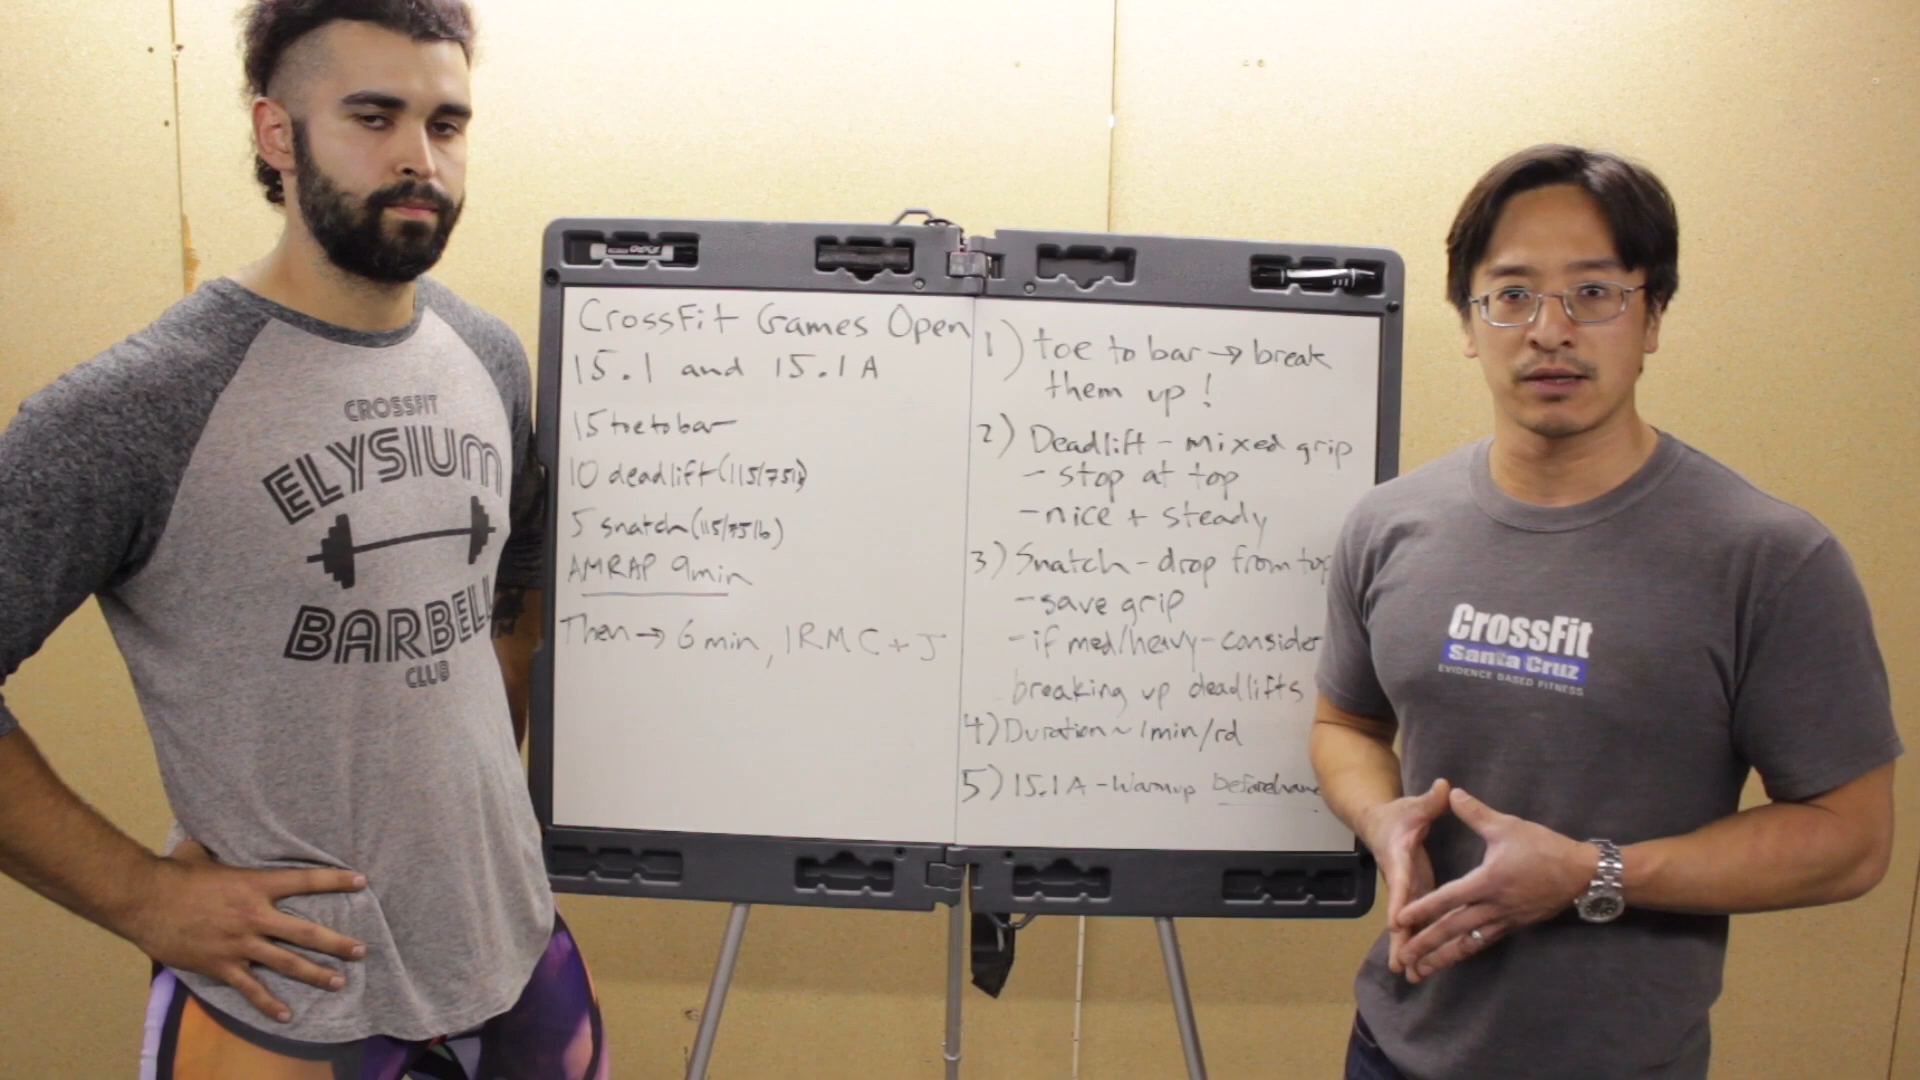 CROSSFIT
ELYSIUM
BARBELL
CLUB
CrossFit Games Open
15.1 and 15.1A
15 toe to bar
10 deadlift (115/75lb)
5 snatch (115/75lb)
AMRAP 9min
Then → 6 min, 1RM C + J
1) toe to bar → break
them up!
2) Deadlift - mixed grip
- stop at top
- nice + steady
3) Snatch - drop from top
- save grip
- if med/heavy - consider
breaking up deadlifts
4) Duration ~ 1min/rd
5) 15.1A - Warmup beforehand
CrossFit
Santa Cruz
EVIDENCE BASED FITNESS